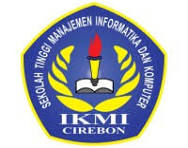 SEKOLAH TINGGI MANAJEMEN INFORMATIKA DAN KOMPUTER
IKMI
CIREBON